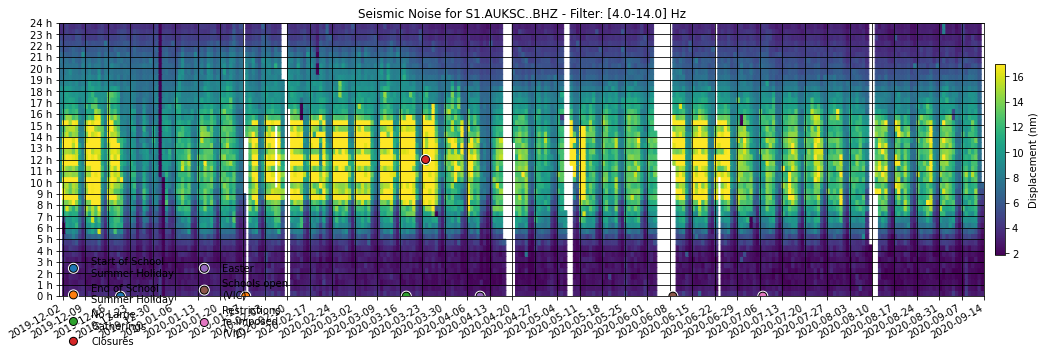 Seismic Noise for S1.AUKSC..BHZ - Filter: [4.0-14.0] Hz
24 h
23 h
22 h
21 h
20 h
19 h
18 h
17 h
16 h
15 h
14 h
13 h
12 h
11 h
10 h
9 h
8 h
7 h
6 h
5 h
4 h
3 h
2 h
1 h
0 h
16
14
12
10
8
6
4
2
Displacement (nm)
Start of School
Summer Holiday
End of School
Summer Holiday
No Large
Gatherings
Closures
Easter
Schools open
(VIC)
Restrictions
re-imposed
(VIC)
2019-12-02
2019-12-09
2020-01-06
2020-01-13
2020-02-17
2020-02-24
2020-03-02
2020-03-09
2020-03-16
2020-03-23
2020-03-30
2020-04-06
2020-04-13
2020-04-20
2020-04-27
2020-05-04
2020-05-11
2020-05-18
2020-05-25
2020-06-01
2020-06-08
2020-06-15
2020-06-22
2020-06-29
2020-07-06
2020-07-13
2020-07-20
2020-07-27
2020-08-03
2020-08-10
2020-08-17
2020-08-24
2020-08-31
2020-09-07
2020-09-14